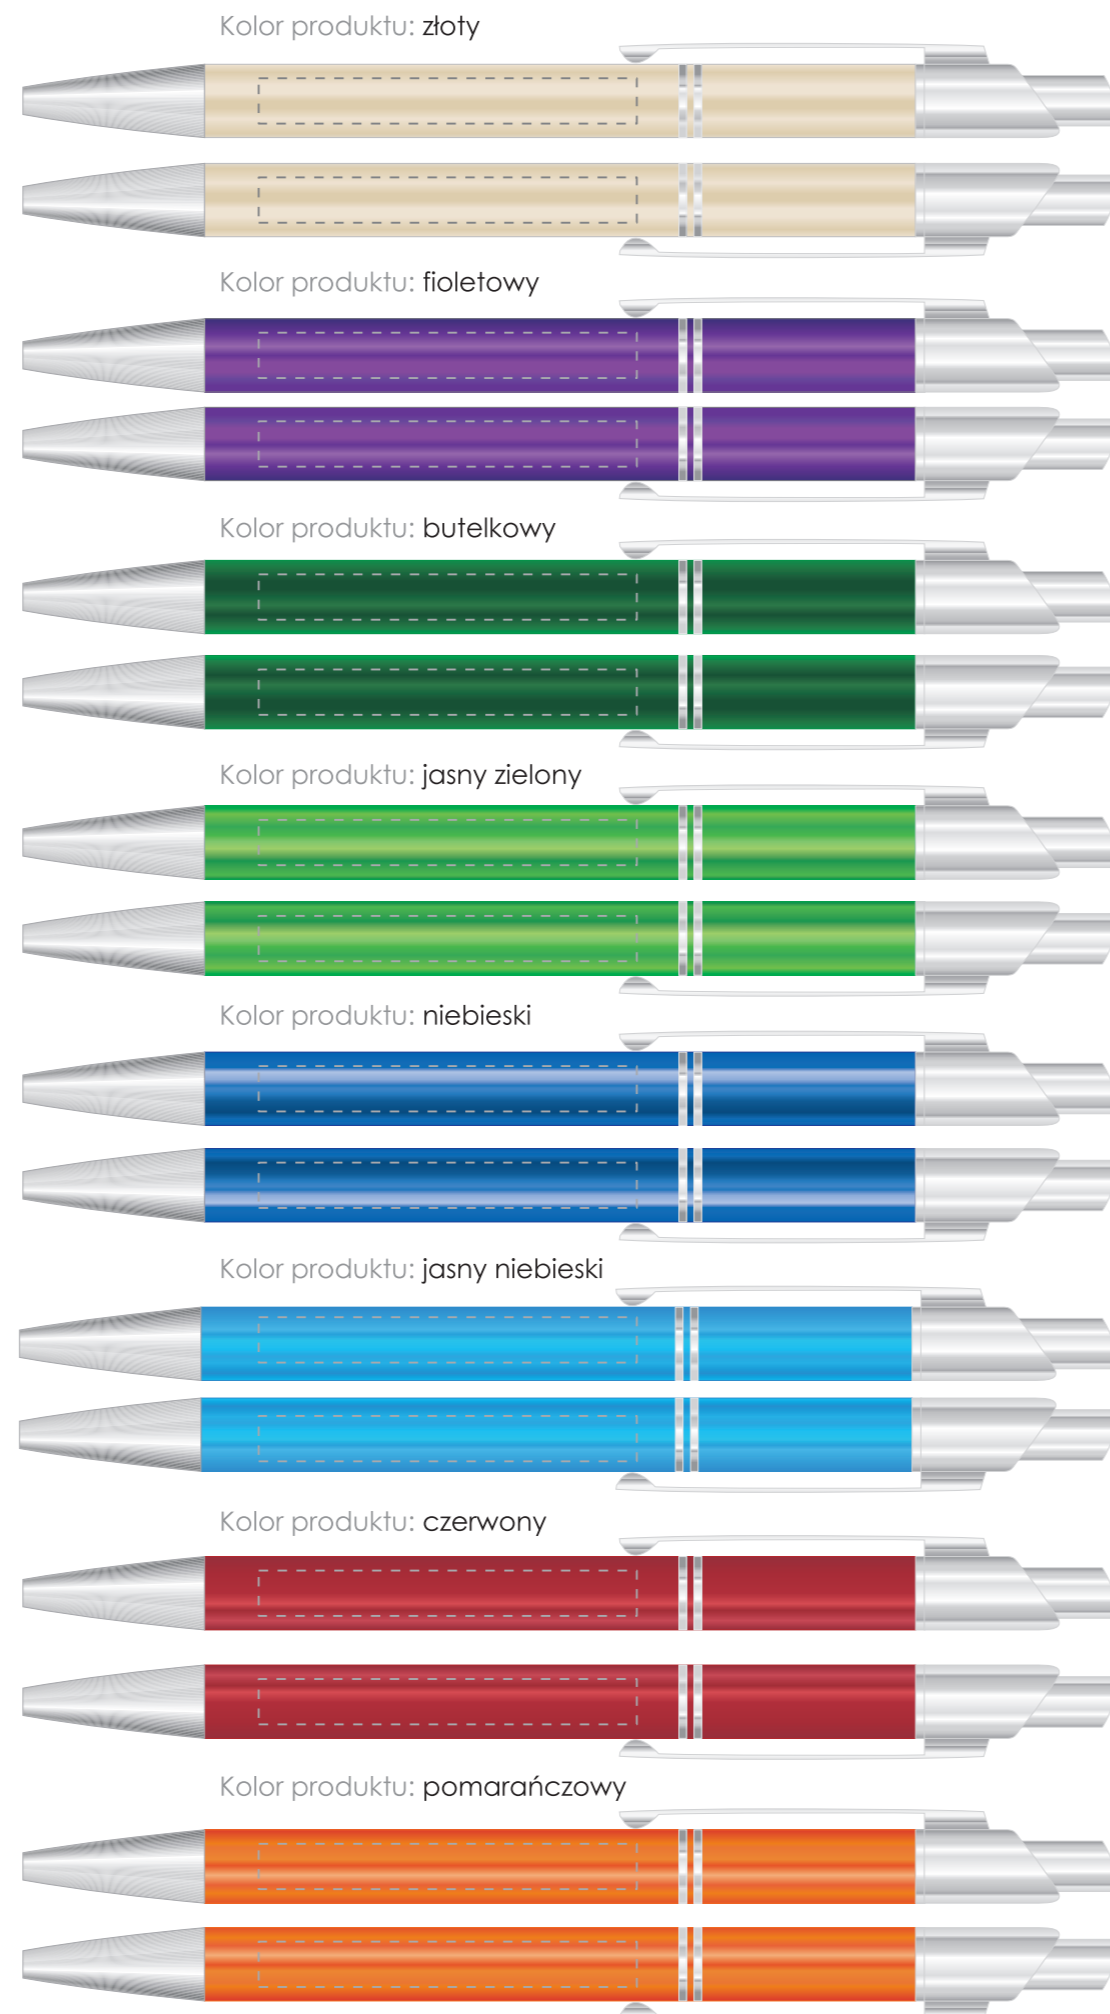 Kolor produktu: złoty
Kolor produktu: fioletowy
Kolor produktu: butelkowy
Kolor produktu: jasny zielony
Kolor produktu: niebieski
Kolor produktu: jasny niebieski
Kolor produktu: czerwony
Kolor produktu: pomarańczowy